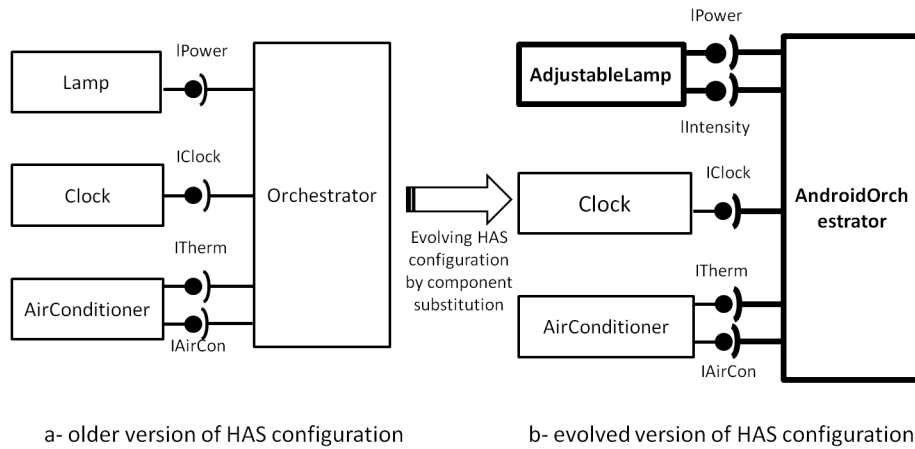 IPower
Lamp
IClock
Clock
Orchestrator
ITherm
AirConditioner
IAirCon
Evolving HAS
configuration
by component
substitution
IPower
AdjustableLamp
IIntensity
IClock
Clock
AndroidOrch
estrator
ITherm
AirConditioner
IAirCon
a- older version of HAS configuration
b- evolved version of HAS configuration